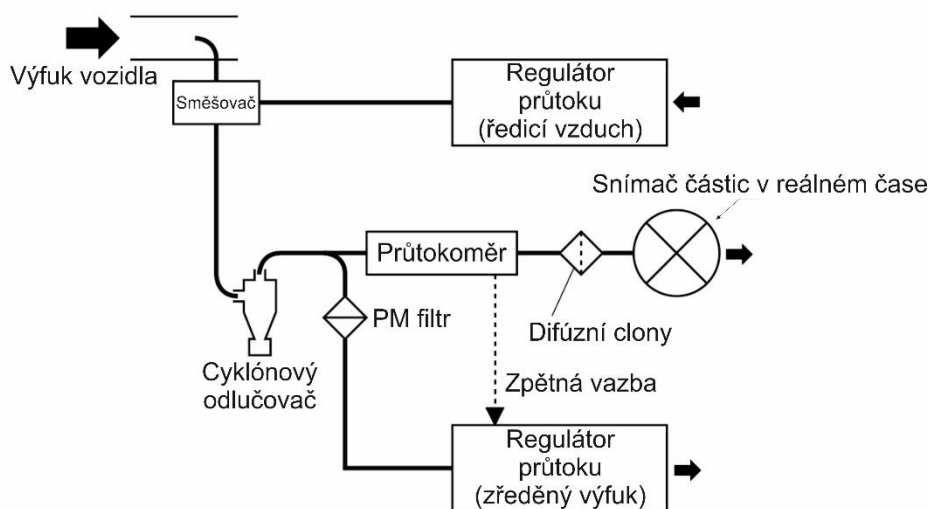 Výfuk vozidla
Směšovač
Regulátor
průtoku
(ředicí vzduch)
Snímač částic v reálném čase
Průtokoměr
PM filtr
Difúzní clony
Cyklónový
odlučovač
Zpětná vazba
Regulátor
průtoku
(zředěný výfuk)